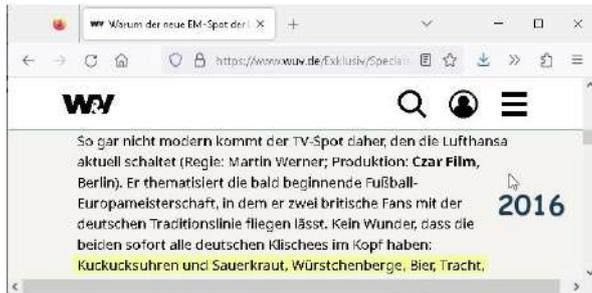 W&V Warum der neue EM-Spot der
https://www.wuv.de/Exklusiv/Specials
W&V
So gar nicht modern kommt der TV-Spot daher, den die Lufthansa
aktuell schaltet (Regie: Martin Werner; Produktion: Czar Film,
Berlin). Er thematisiert die bald beginnende Fußball-
Europameisterschaft, in dem er zwei britische Fans mit der
deutschen Traditionslinie fliegen lässt. Kein Wunder, dass die
beiden sofort alle deutschen Klischees im Kopf haben:
Kuckucksuhren und Sauerkraut, Würstchenberge, Bier, Tracht,
2016